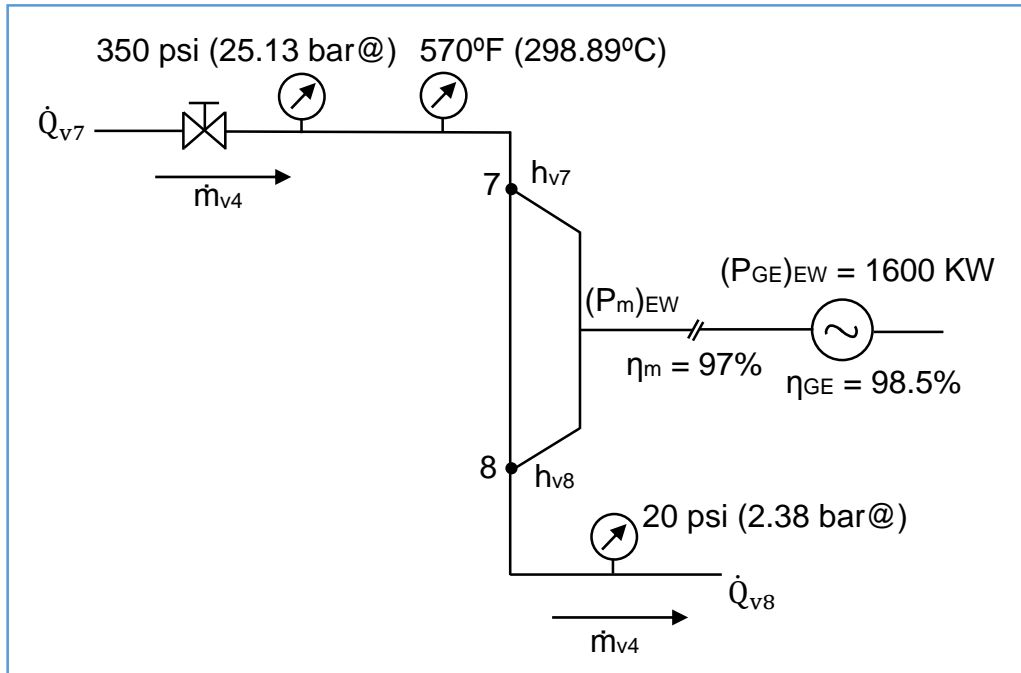 350 psi (25.13 bar@) 570ºF (298.89ºC)
Q̇v7
ṁv4
7 hv7
(PGE)EW = 1600 KW
(Pm)EW
ηm = 97%
ηGE = 98.5%
8 hv8
20 psi (2.38 bar@)
Q̇v8
ṁv4